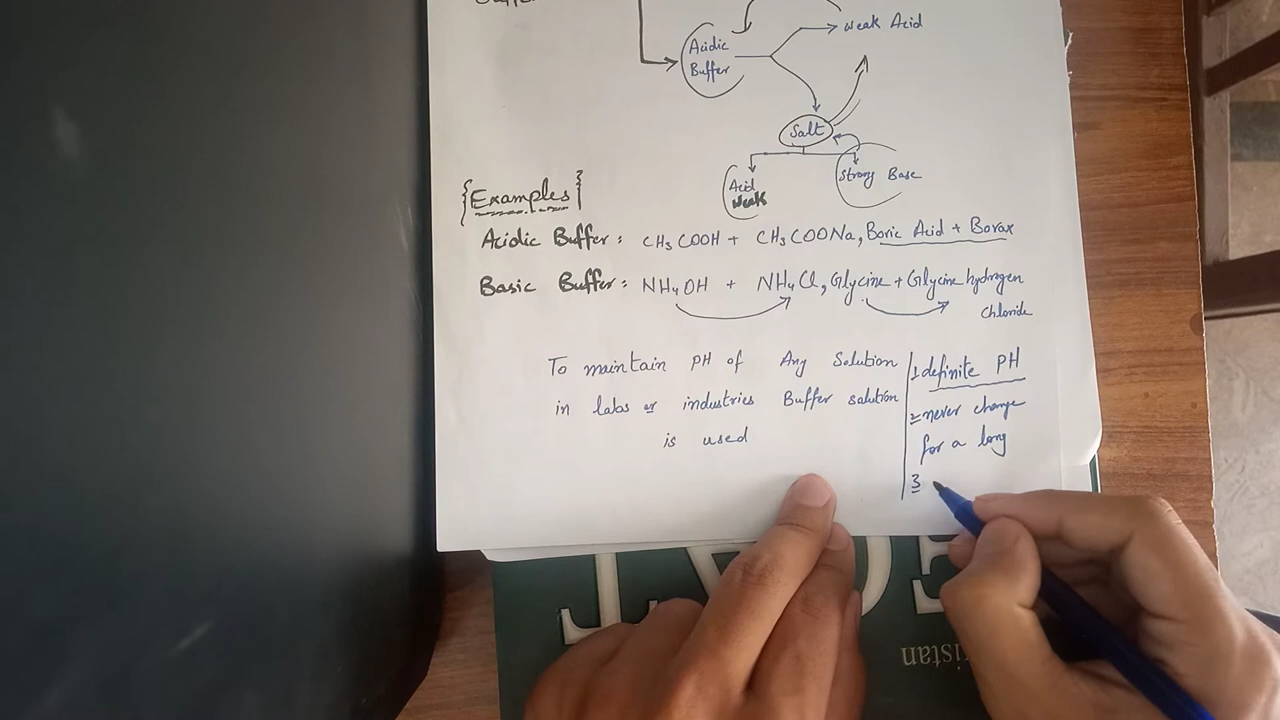 Buffer
Acidic
Buffer
Weak Acid
Salt
Acid
Weak
Strong Base
{Examples}
Acidic Buffer : CH3COOH + CH3COONa, Boric Acid + Borax
Basic Buffer : NH4OH + NH4Cl, Glycine + Glycine hydrogen
chloride
To maintain PH of Any Solution
in labs or industries Buffer solution
is used
1 definite PH
2 never change
for a long
3
istan